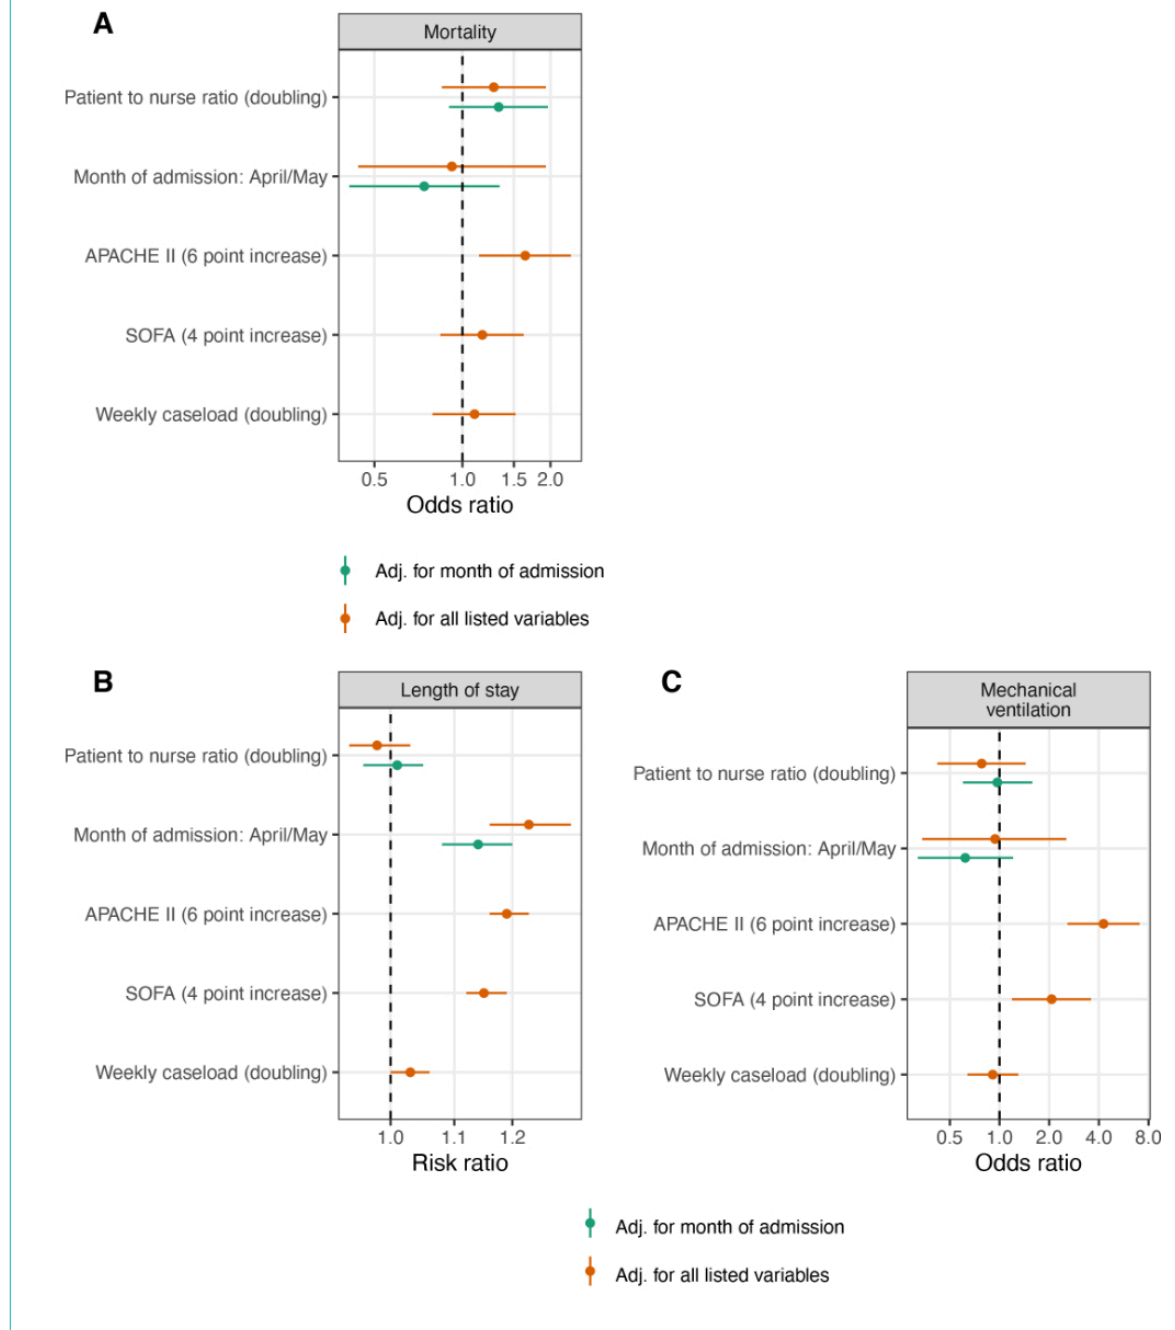 A
Mortality
Patient to nurse ratio (doubling)
Month of admission: April/May
APACHE II (6 point increase)
SOFA (4 point increase)
Weekly caseload (doubling)
0.5 1.0 1.5 2.0
Odds ratio
Adj. for month of admission
Adj. for all listed variables
B
Length of stay
Patient to nurse ratio (doubling)
Month of admission: April/May
APACHE II (6 point increase)
SOFA (4 point increase)
Weekly caseload (doubling)
1.0 1.1 1.2
Risk ratio
C
Mechanical
ventilation
Patient to nurse ratio (doubling)
Month of admission: April/May
APACHE II (6 point increase)
SOFA (4 point increase)
Weekly caseload (doubling)
0.5 1.0 2.0 4.0 8.0
Odds ratio
Adj. for month of admission
Adj. for all listed variables